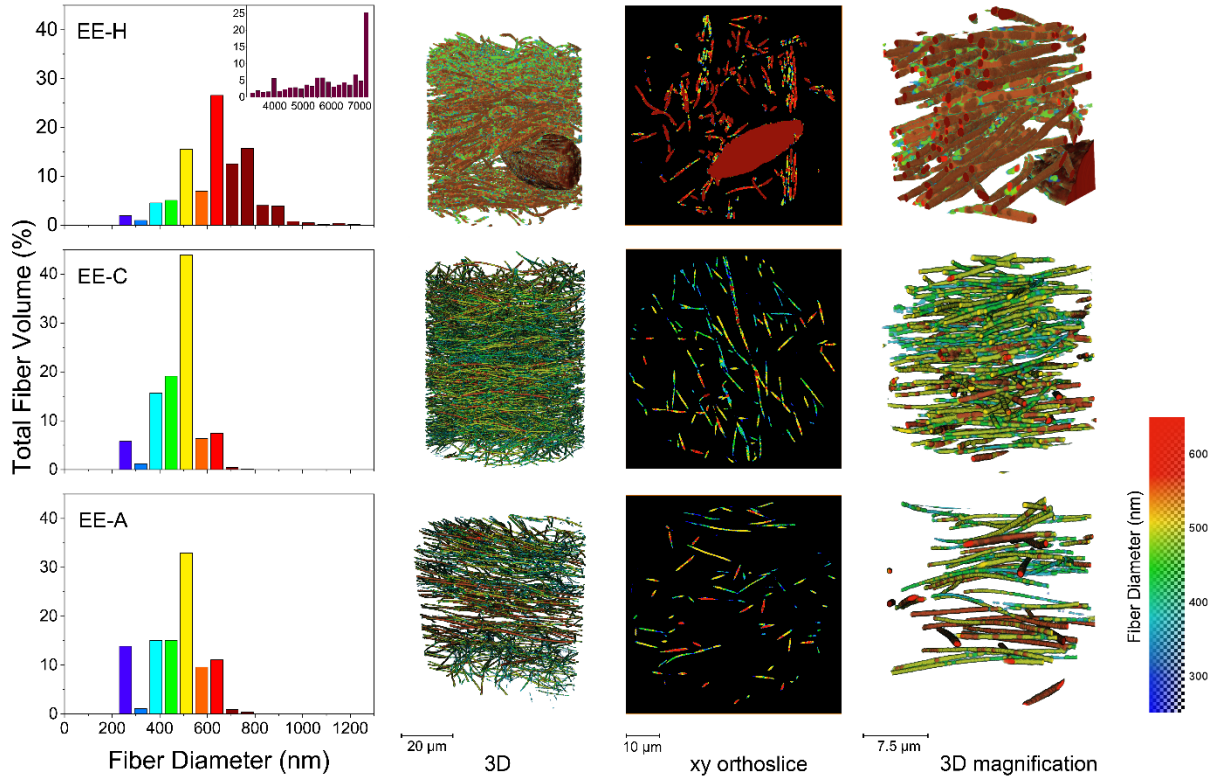 EE-H
25
20
15
10
5
0
4000 5000 6000 7000
40
30
20
10
0
EE-C
40
30
20
10
0
EE-A
40
30
20
10
0
0 200 400 600 800 1000 1200
Total Fiber Volume (%)
Fiber Diameter (nm)
20 µm
3D
10 µm
xy orthoslice
7.5 µm
3D magnification
Fiber Diameter (nm)
600
500
400
300